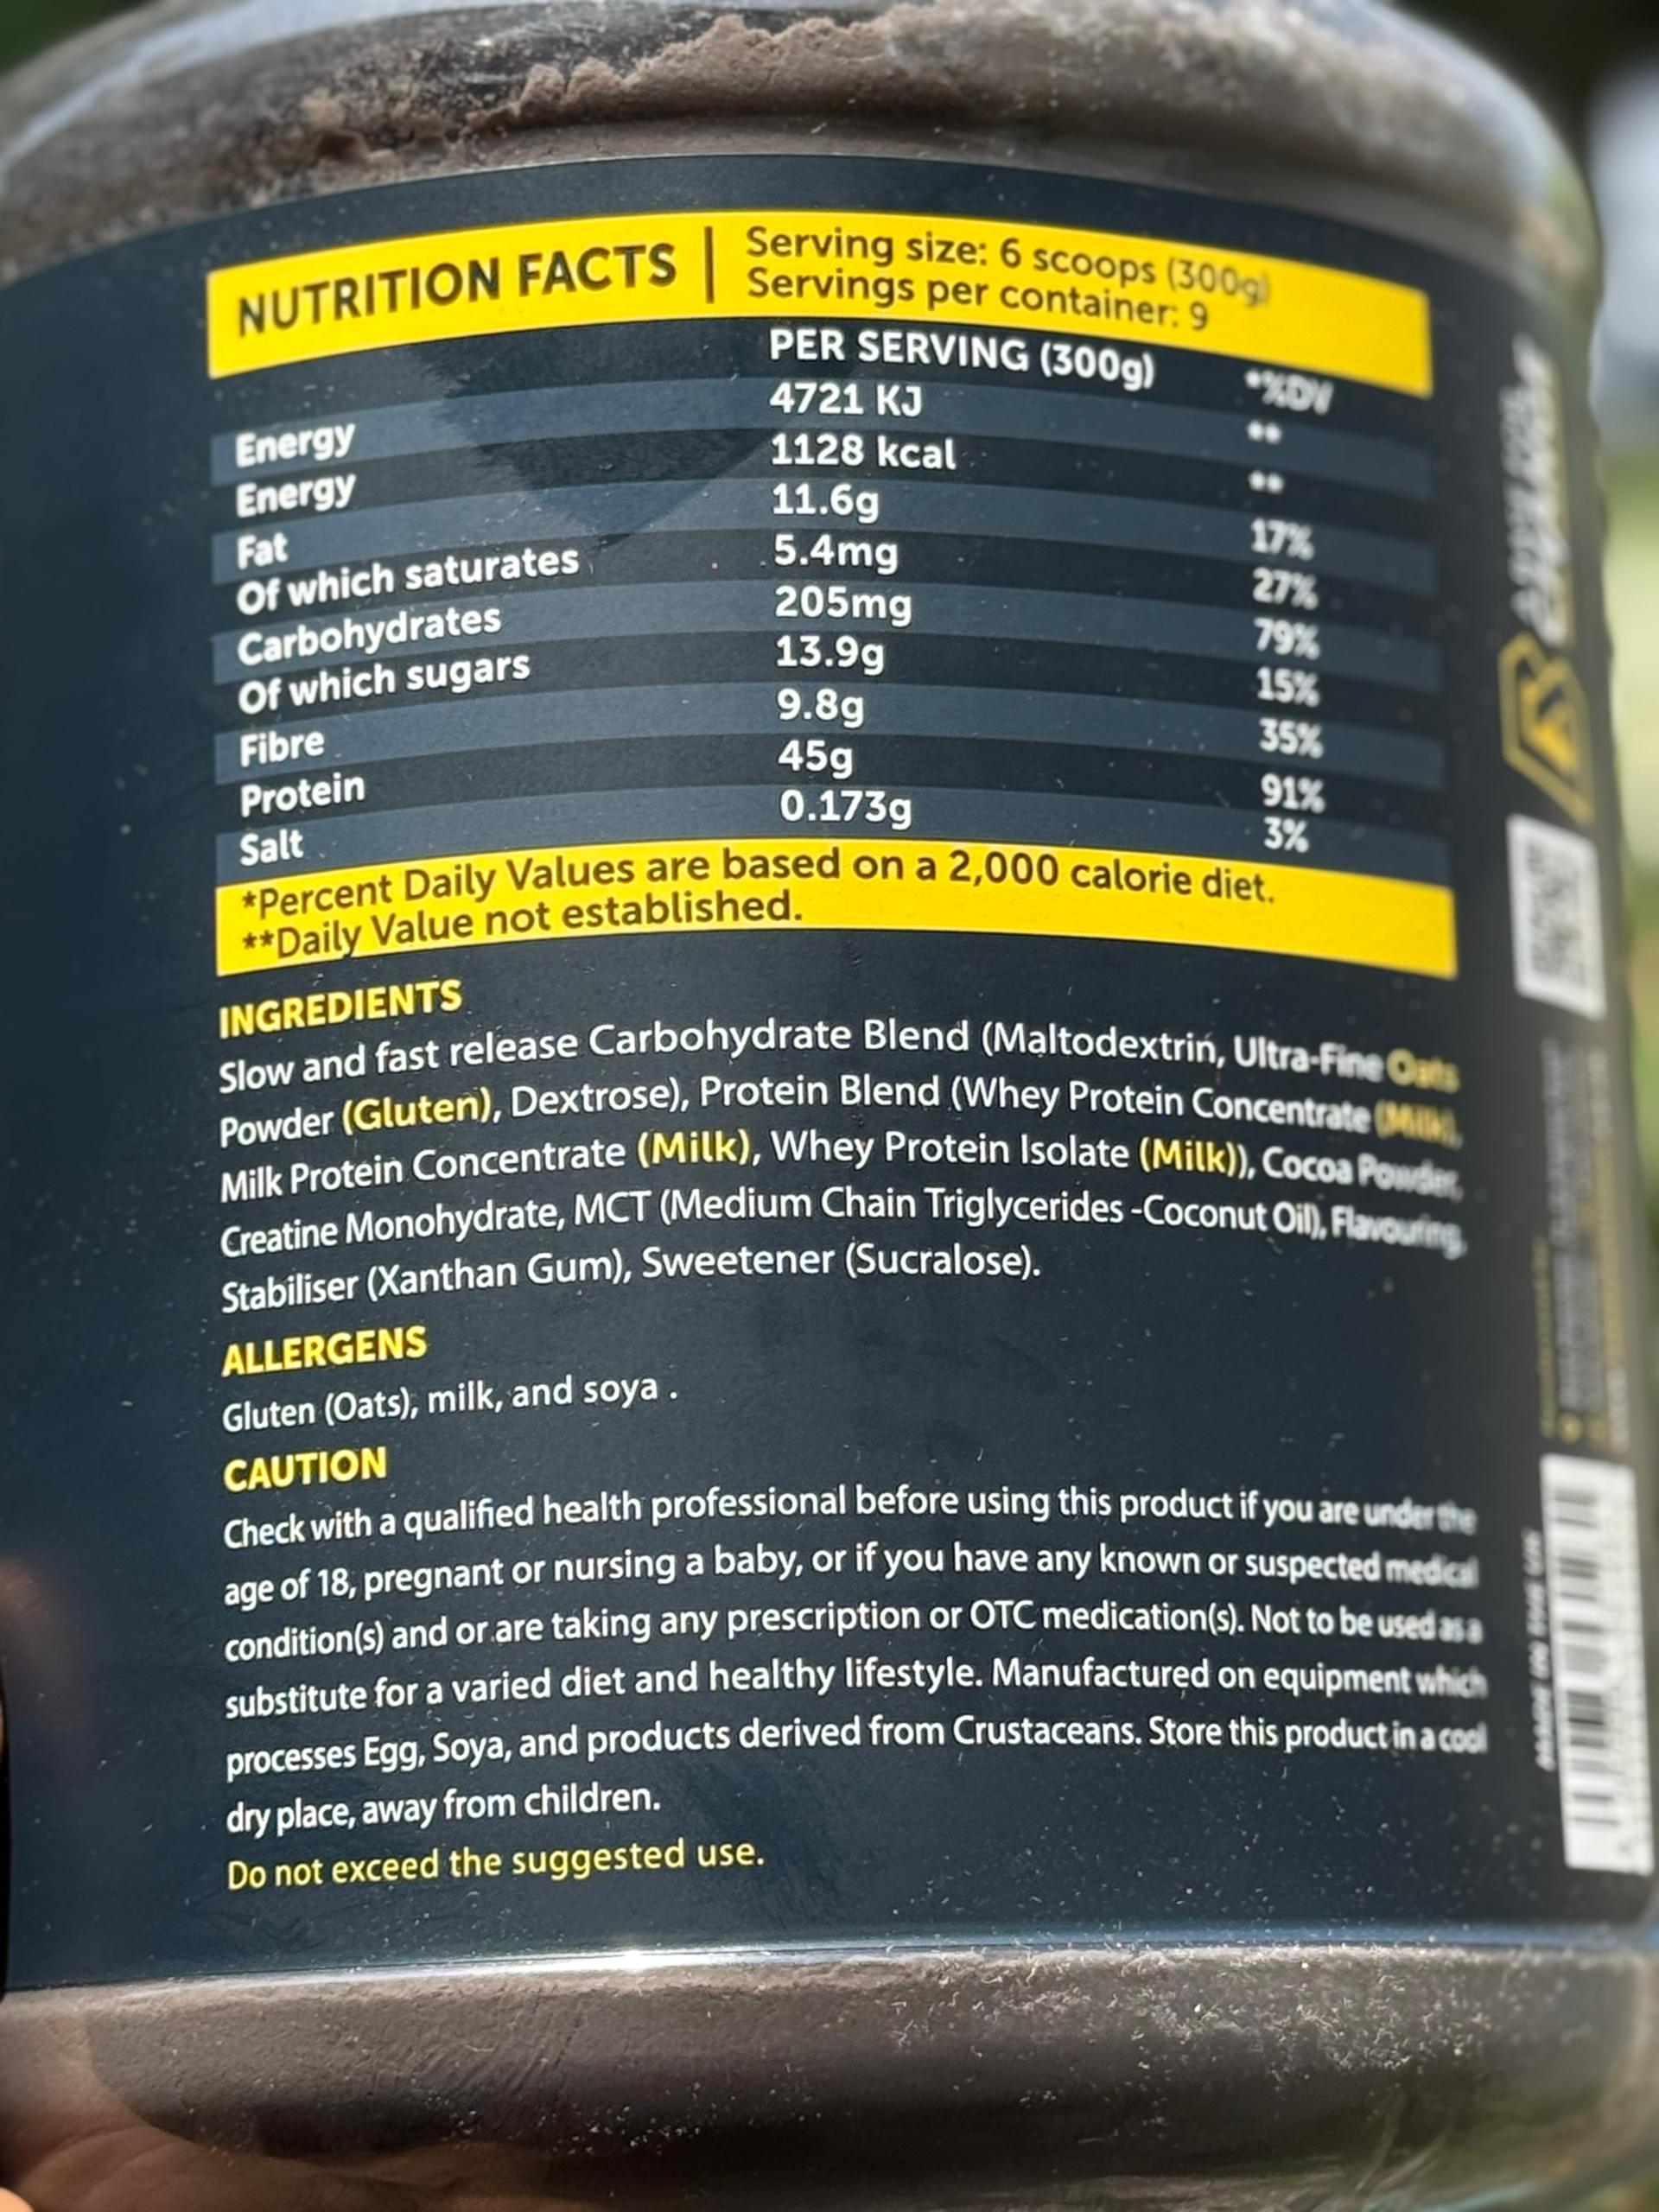 NUTRITION FACTS | Serving size: 6 scoops (300g)
Servings per container: 9
PER SERVING (300g) *%DV
Energy 4721 KJ **
Energy 1128 kcal **
Fat 11.6g 17%
Of which saturates 5.4mg 27%
Carbohydrates 205mg 79%
Of which sugars 13.9g 15%
Fibre 9.8g 35%
Protein 45g 91%
Salt 0.173g 3%
*Percent Daily Values are based on a 2,000 calorie diet.
**Daily Value not established.
INGREDIENTS
Slow and fast release Carbohydrate Blend (Maltodextrin, Ultra-Fine Oats
Powder (Gluten), Dextrose), Protein Blend (Whey Protein Concentrate (Milk),
Milk Protein Concentrate (Milk), Whey Protein Isolate (Milk)), Cocoa Powder,
Creatine Monohydrate, MCT (Medium Chain Triglycerides -Coconut Oil), Flavouring,
Stabiliser (Xanthan Gum), Sweetener (Sucralose).
ALLERGENS
Gluten (Oats), milk, and soya .
CAUTION
Check with a qualified health professional before using this product if you are under the
age of 18, pregnant or nursing a baby, or if you have any known or suspected medical
condition(s) and or are taking any prescription or OTC medication(s). Not to be used as a
substitute for a varied diet and healthy lifestyle. Manufactured on equipment which
processes Egg, Soya, and products derived from Crustaceans. Store this product in a cool
dry place, away from children.
Do not exceed the suggested use.